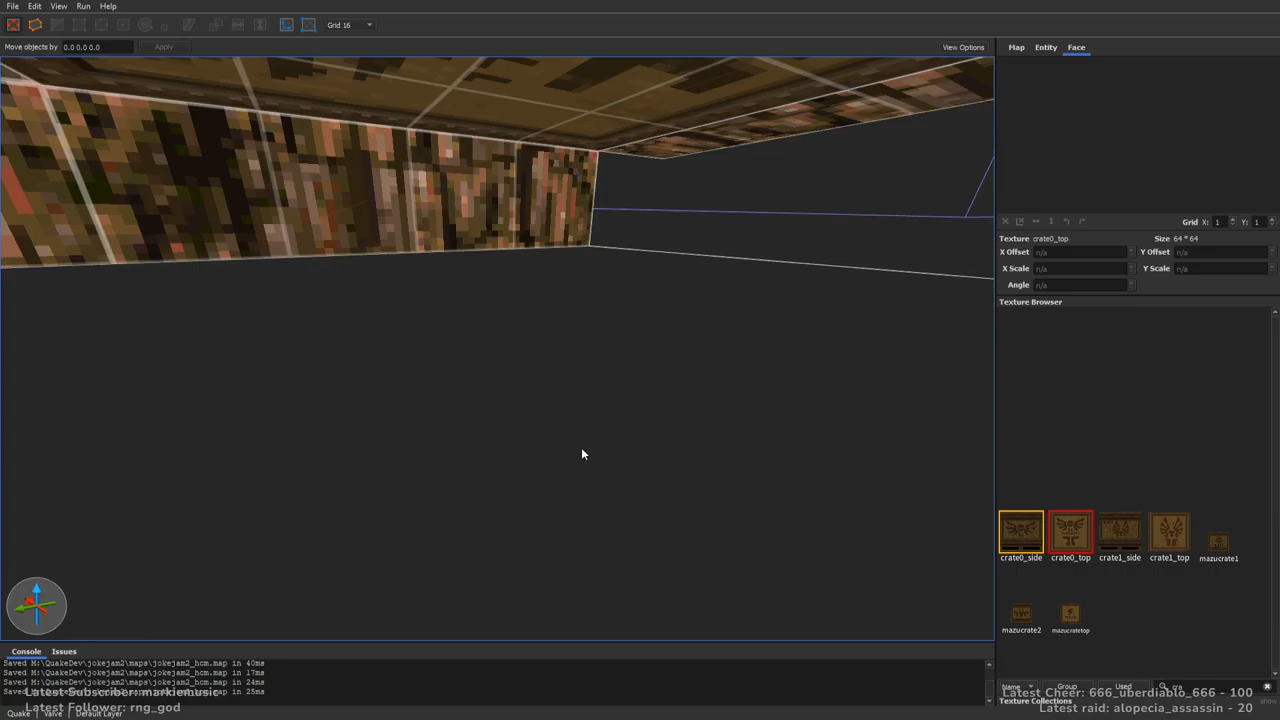 File Edit View Run Help
Grid 16
Move objects by 0.0 0.0 0.0 Apply View Options
Map Entity Face
Grid X: 1 Y: 1
Texture crate0_top Size 64 * 64
X Offset n/a Y Offset n/a
X Scale n/a Y Scale n/a
Angle n/a
Texture Browser
crate0_side crate0_top crate1_side crate1_top mazucrate1
mazucrate2 mazucratetop
Console Issues
Saved M:\QuakeDev\jokejam2\maps\jokejam2_hcm.map in 40ms
Saved M:\QuakeDev\jokejam2\maps\jokejam2_hcm.map in 17ms
Saved M:\QuakeDev\jokejam2\maps\jokejam2_hcm.map in 24ms
Saved M:\QuakeDev\jokejam2\maps\jokejam2_hcm.map in 25ms
Latest Subscriber: markiemusic
Latest Follower: rng_god
Name Group Used cra
Latest Cheer: 666_uberdiablo_666 - 100
Texture Collections show
Latest raid: alopecia_assassin - 20
Quake Valve Default Layer